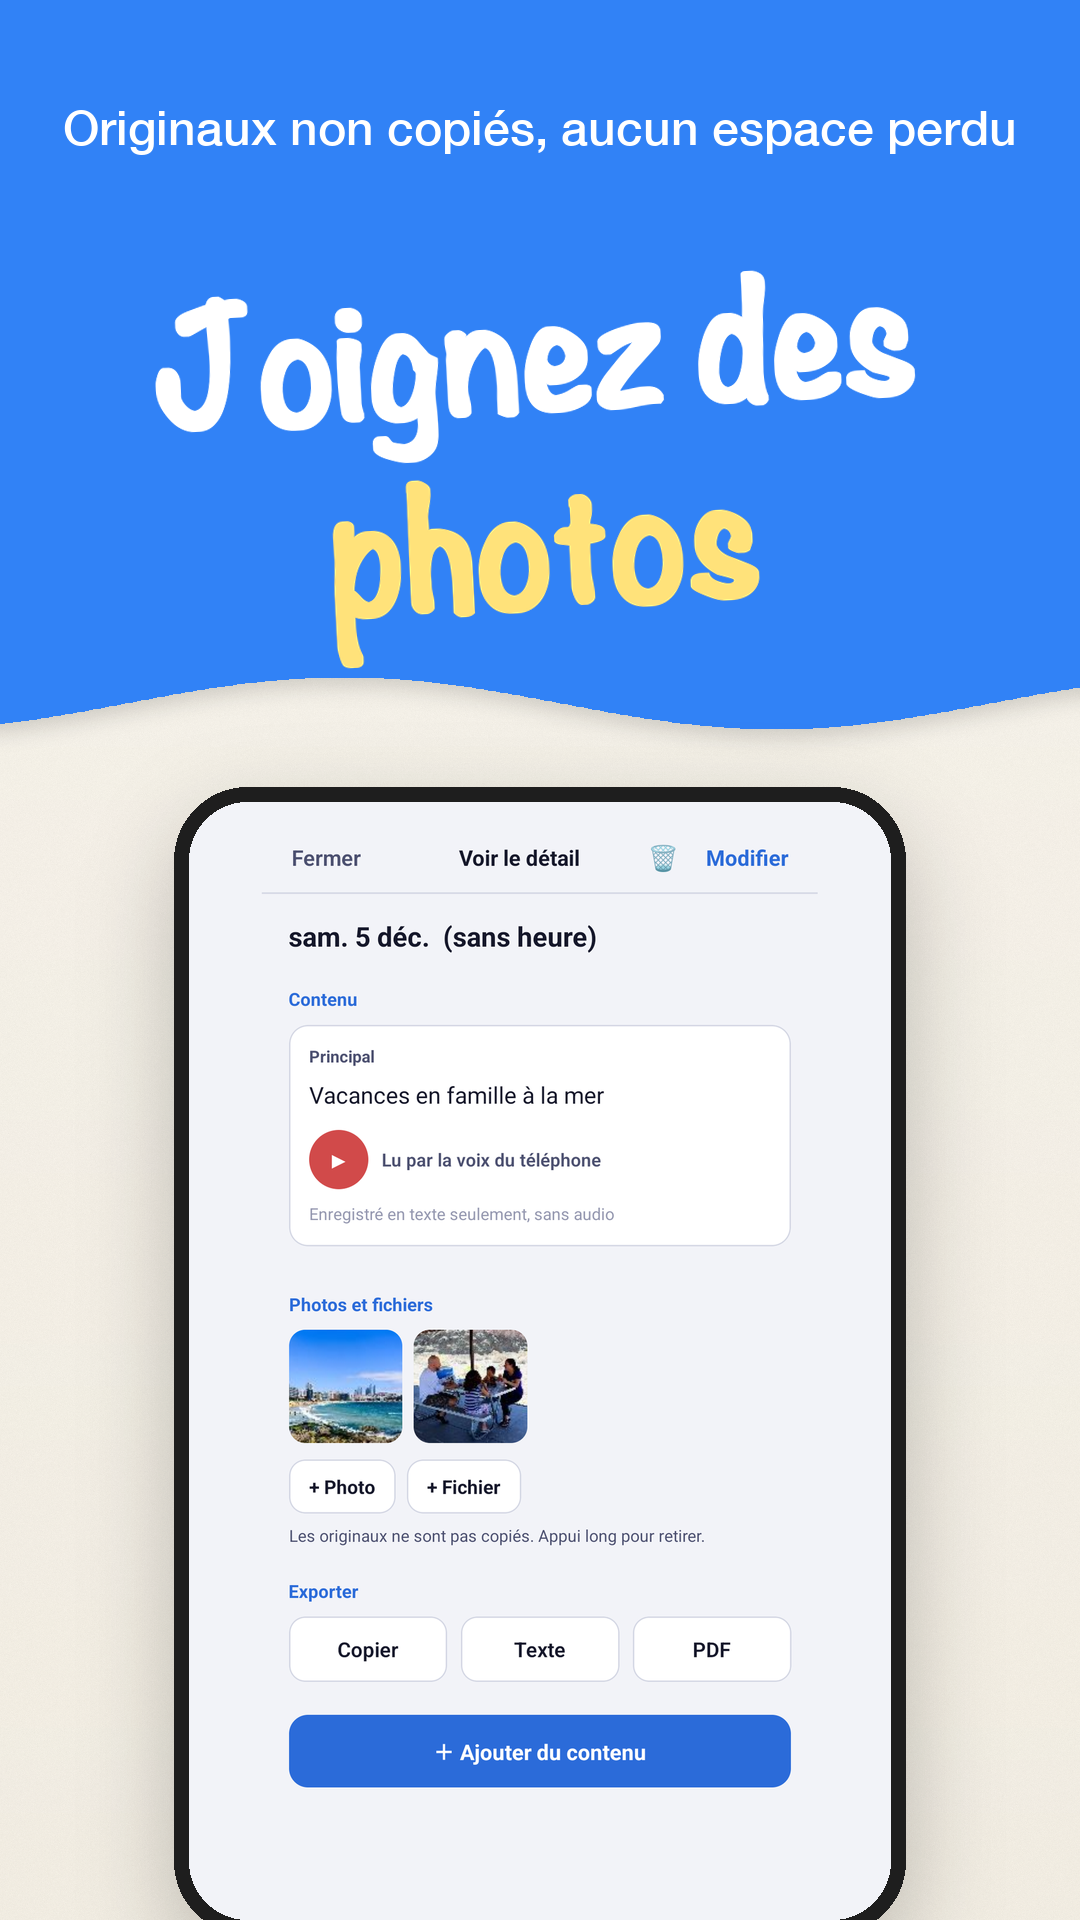 Originaux non copiés, aucun espace perdu
Joignez des
photos
Fermer Voir le détail Modifier
sam. 5 déc. (sans heure)
Contenu
Principal
Vacances en famille à la mer
Lu par la voix du téléphone
Enregistré en texte seulement, sans audio
Photos et fichiers
+ Photo + Fichier
Les originaux ne sont pas copiés. Appui long pour retirer.
Exporter
Copier Texte PDF
+ Ajouter du contenu